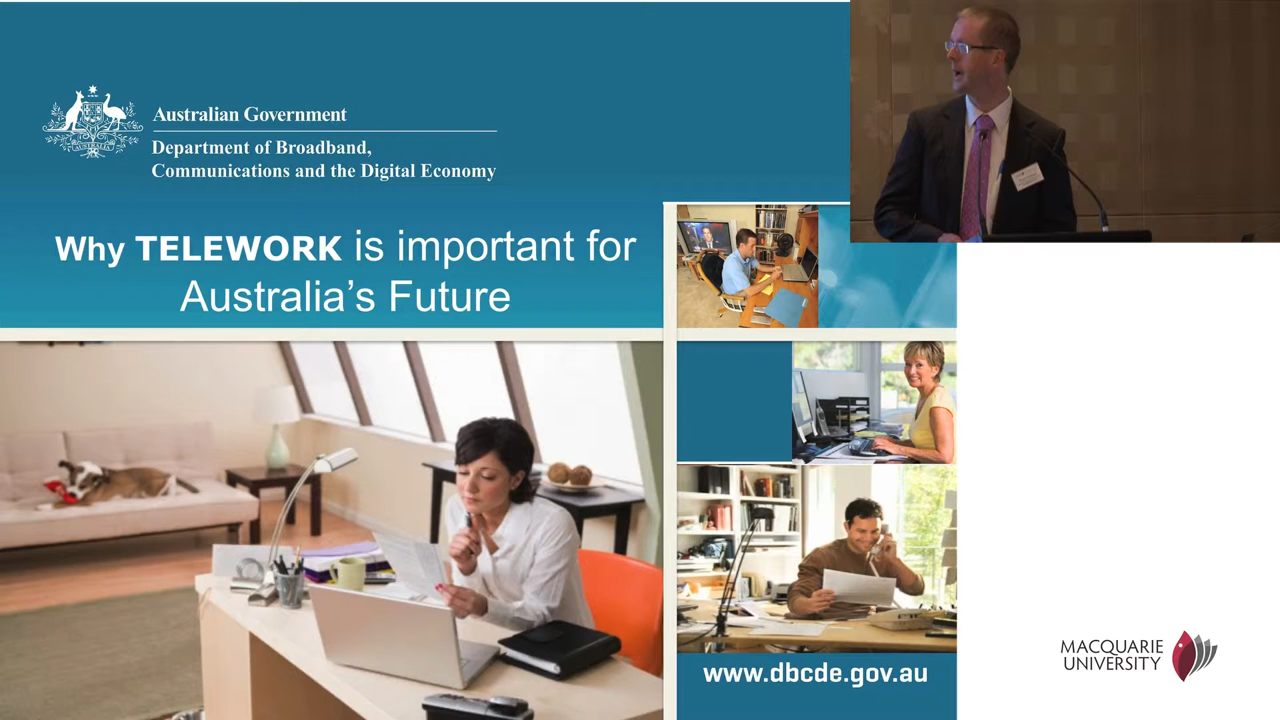 Australian Government
Department of Broadband,
Communications and the Digital Economy
Why TELEWORK is important for
Australia's Future
www.dbcde.gov.au
MACQUARIE
UNIVERSITY